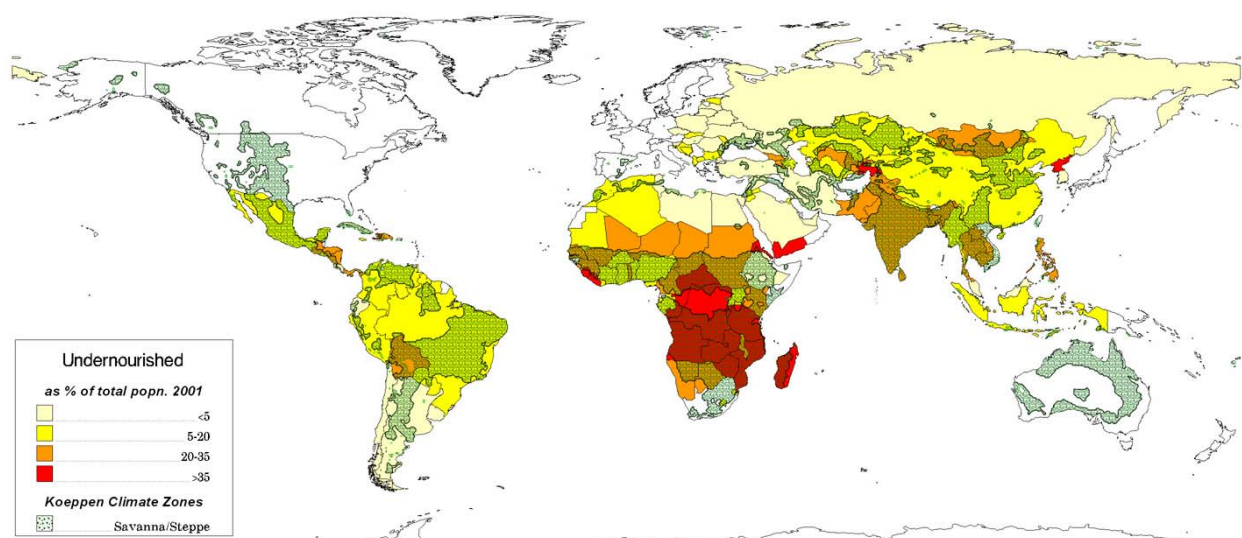 Undernourished
as % of total popn. 2001
<5
5-20
20-35
>35
Koeppen Climate Zones
Savanna/Steppe